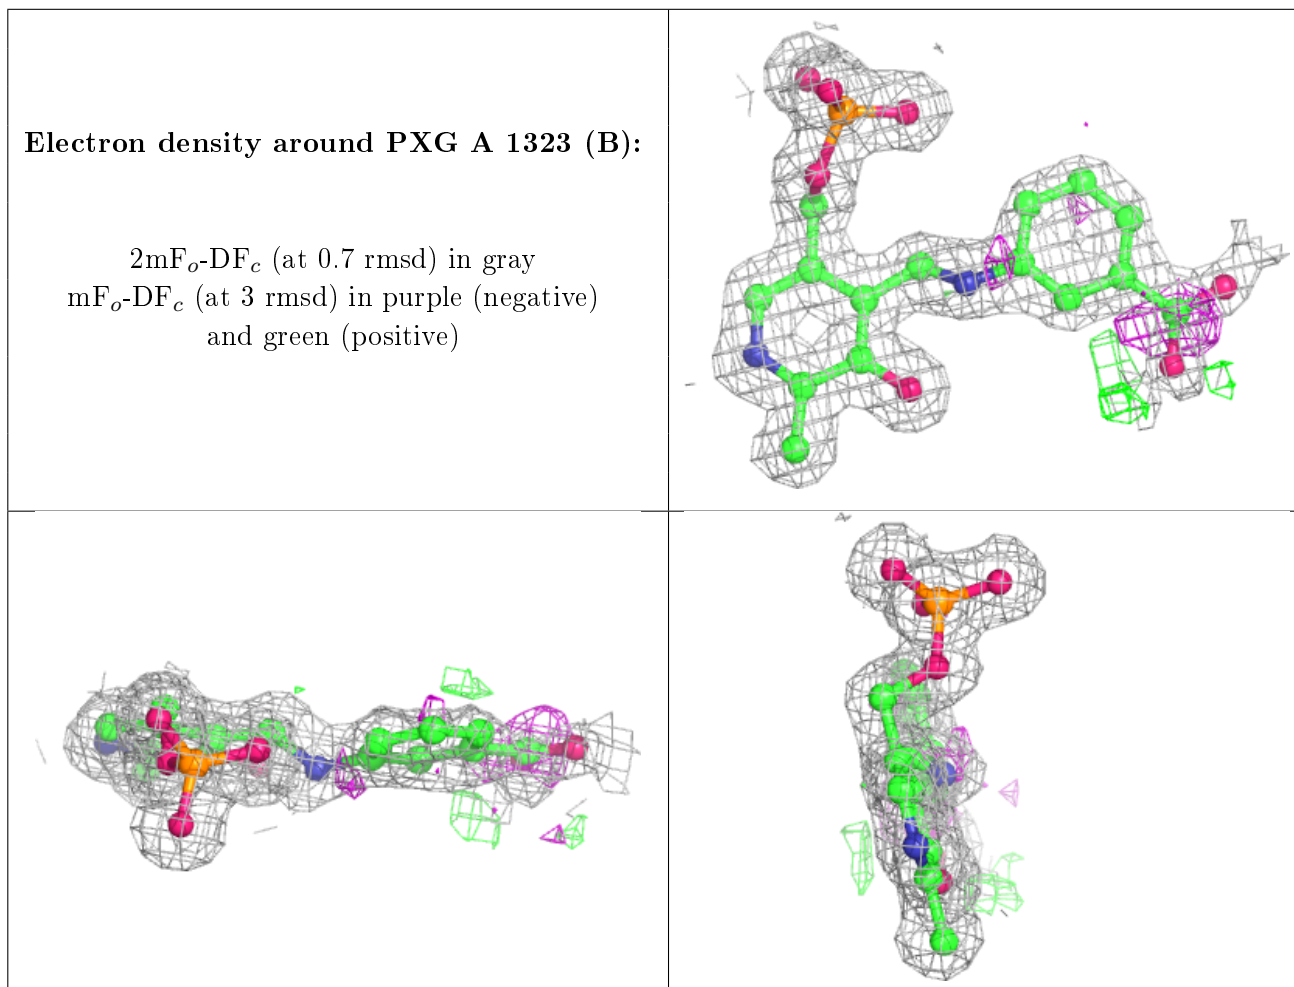 Electron density around PXG A 1323 (B):
2mFo-DFc (at 0.7 rmsd) in gray
mFo-DFc (at 3 rmsd) in purple (negative)
and green (positive)